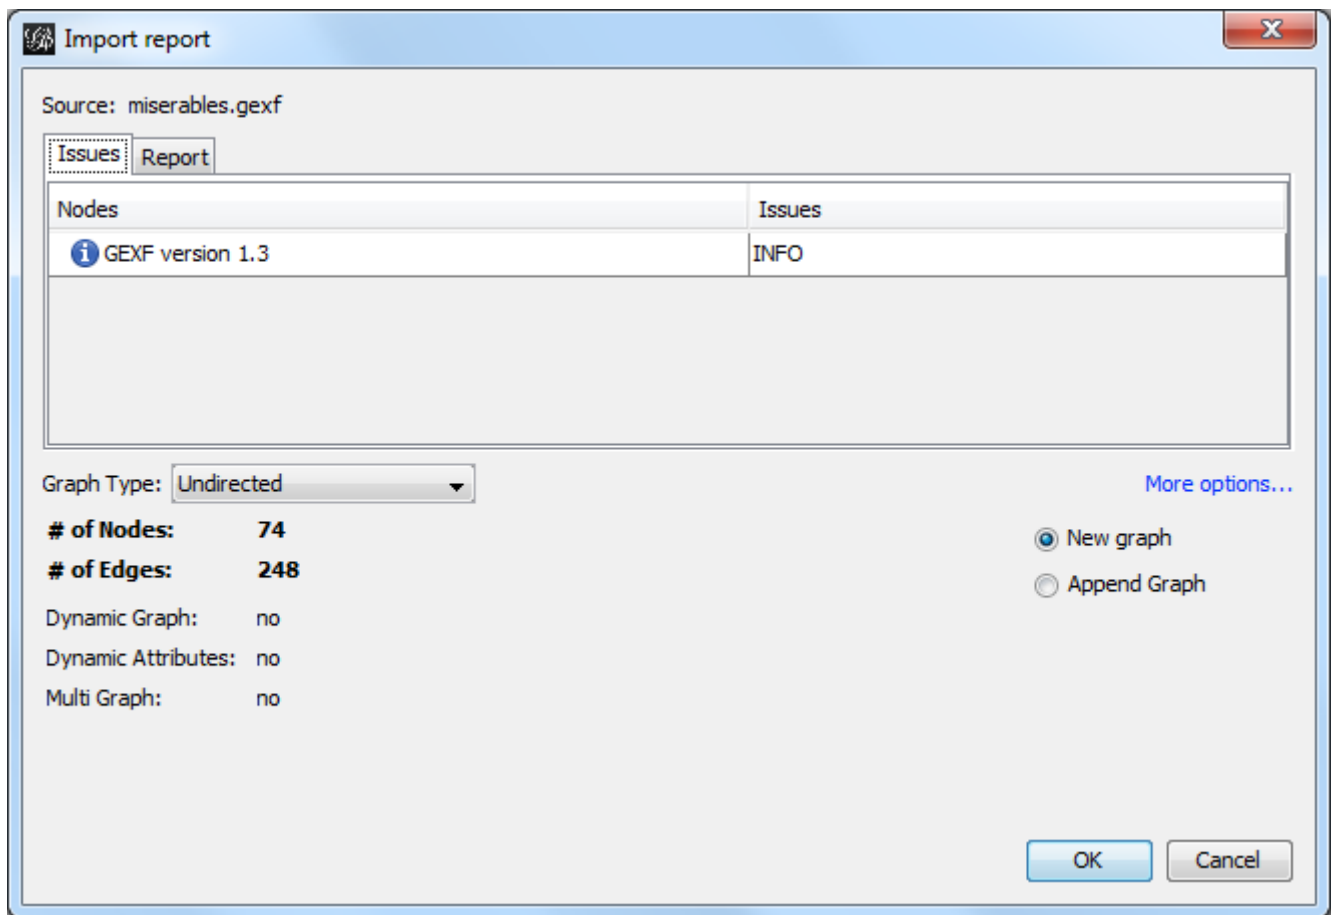 Import report
Source: miserables.gexf
Issues Report
Nodes Issues
GEXF version 1.3 INFO
Graph Type: Undirected More options...
# of Nodes: 74
New graph
# of Edges: 248
Append Graph
Dynamic Graph: no
Dynamic Attributes: no
Multi Graph: no
OK Cancel